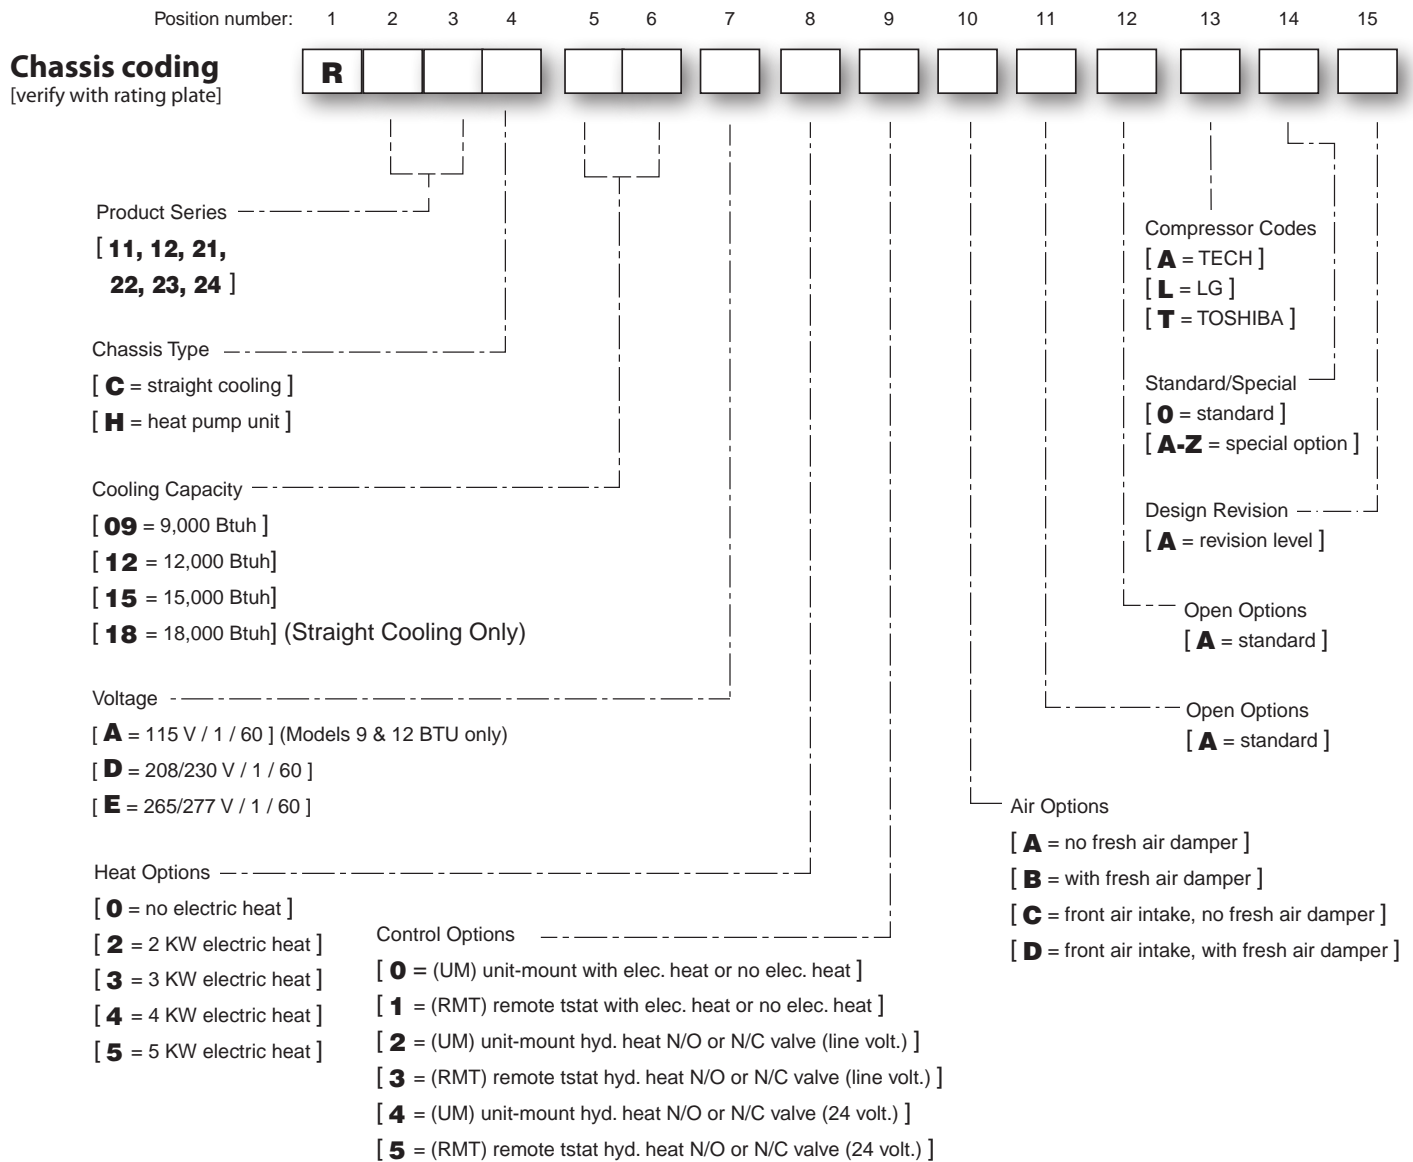 Position number: 1 2 3 4 5 6 7 8 9 10 11 12 13 14 15
Chassis coding
[verify with rating plate]
R
Product Series
[ 11, 12, 21,
22, 23, 24 ]
Chassis Type
[ C = straight cooling ]
[ H = heat pump unit ]
Cooling Capacity
[ 09 = 9,000 Btuh ]
[ 12 = 12,000 Btuh]
[ 15 = 15,000 Btuh]
[ 18 = 18,000 Btuh] (Straight Cooling Only)
Voltage
[ A = 115 V / 1 / 60 ] (Models 9 & 12 BTU only)
[ D = 208/230 V / 1 / 60 ]
[ E = 265/277 V / 1 / 60 ]
Heat Options
[ 0 = no electric heat ]
[ 2 = 2 KW electric heat ]
[ 3 = 3 KW electric heat ]
[ 4 = 4 KW electric heat ]
[ 5 = 5 KW electric heat ]
Control Options
[ 0 = (UM) unit-mount with elec. heat or no elec. heat ]
[ 1 = (RMT) remote tstat with elec. heat or no elec. heat ]
[ 2 = (UM) unit-mount hyd. heat N/O or N/C valve (line volt.) ]
[ 3 = (RMT) remote tstat hyd. heat N/O or N/C valve (line volt.) ]
[ 4 = (UM) unit-mount hyd. heat N/O or N/C valve (24 volt.) ]
[ 5 = (RMT) remote tstat hyd. heat N/O or N/C valve (24 volt.) ]
Compressor Codes
[ A = TECH ]
[ L = LG ]
[ T = TOSHIBA ]
Standard/Special
[ 0 = standard ]
[ A-Z = special option ]
Design Revision
[ A = revision level ]
Open Options
[ A = standard ]
Open Options
[ A = standard ]
Air Options
[ A = no fresh air damper ]
[ B = with fresh air damper ]
[ C = front air intake, no fresh air damper ]
[ D = front air intake, with fresh air damper ]